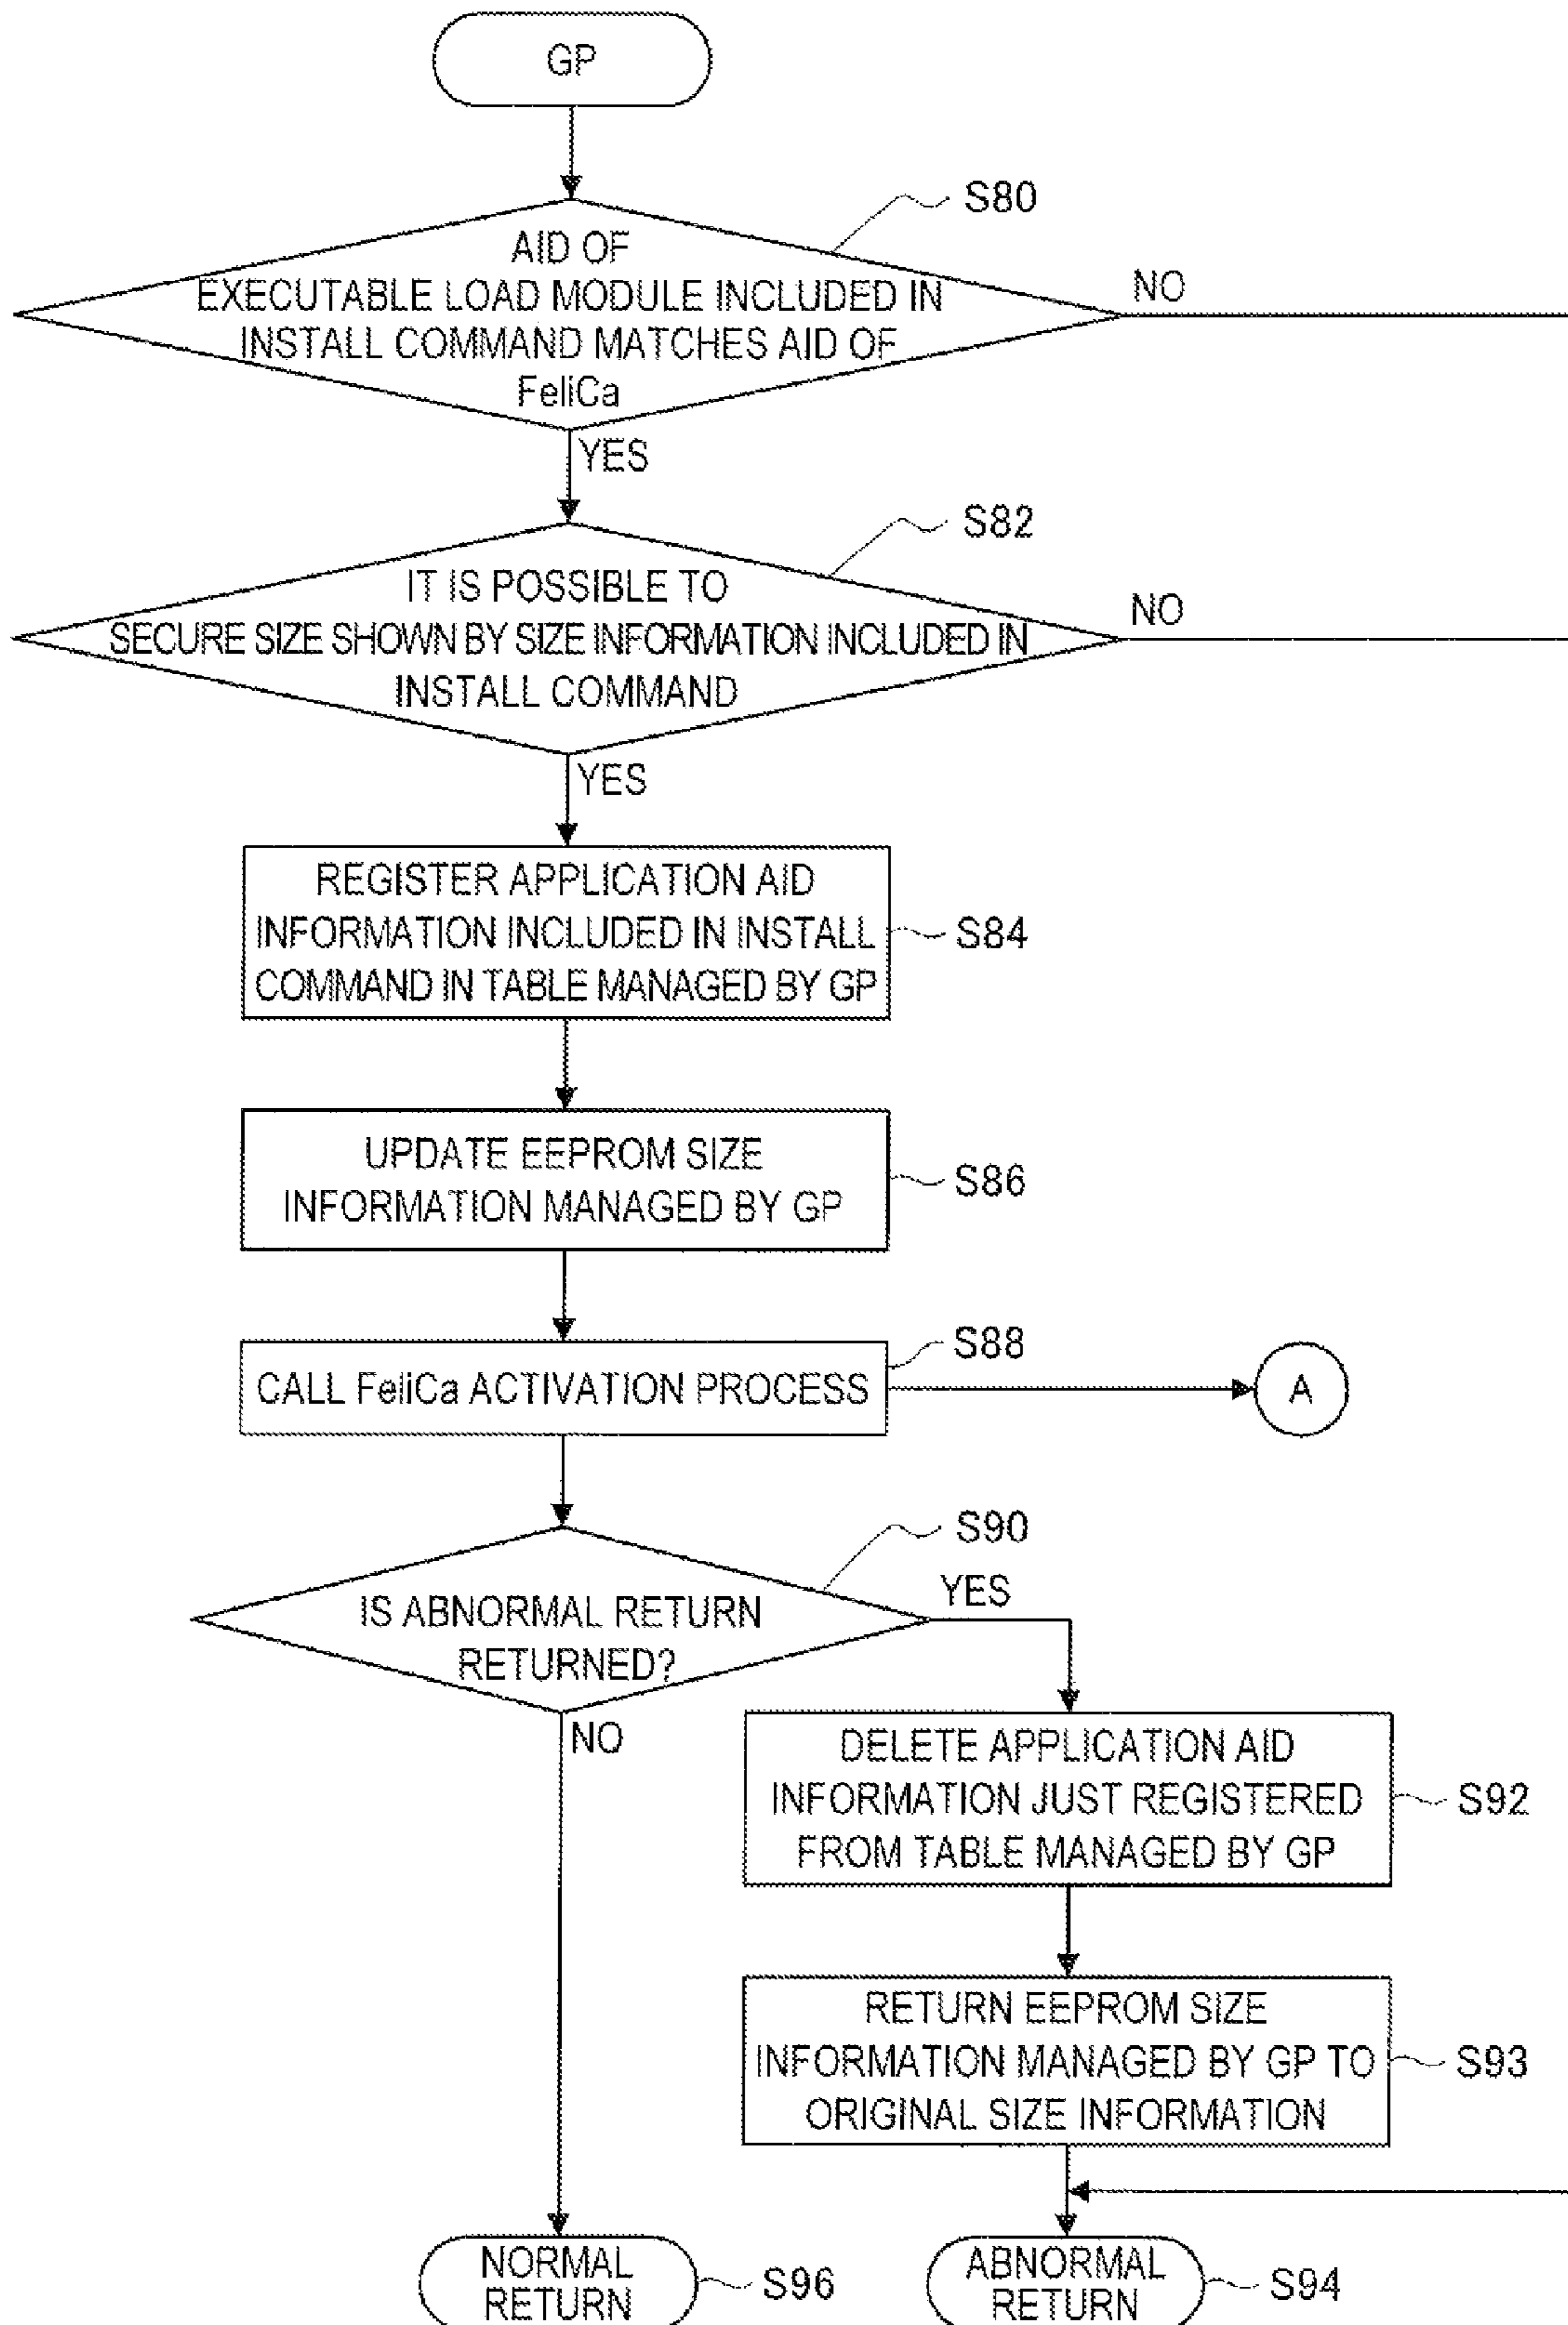 GP
S80
AID OF
EXECUTABLE LOAD MODULE INCLUDED IN
INSTALL COMMAND MATCHES AID OF
FeliCa
NO
YES
S82
IT IS POSSIBLE TO
SECURE SIZE SHOWN BY SIZE INFORMATION INCLUDED IN
INSTALL COMMAND
NO
YES
REGISTER APPLICATION AID
INFORMATION INCLUDED IN INSTALL
COMMAND IN TABLE MANAGED BY GP
S84
UPDATE EEPROM SIZE
INFORMATION MANAGED BY GP
S86
CALL FeliCa ACTIVATION PROCESS
S88
A
S90
IS ABNORMAL RETURN
RETURNED?
YES
NO
DELETE APPLICATION AID
INFORMATION JUST REGISTERED
FROM TABLE MANAGED BY GP
S92
RETURN EEPROM SIZE
INFORMATION MANAGED BY GP TO
ORIGINAL SIZE INFORMATION
S93
NORMAL
RETURN
S96
ABNORMAL
RETURN
S94